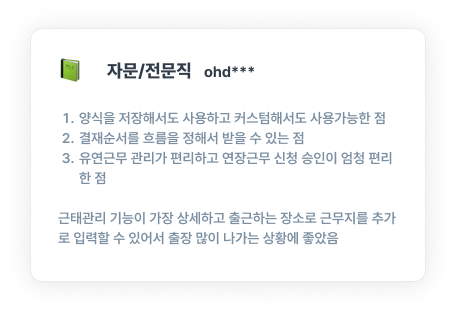 자문/전문직 ohd***
1. 양식을 저장해서도 사용하고 커스텀해서도 사용가능한 점
2. 결재순서를 흐름을 정해서 받을 수 있는 점
3. 유연근무 관리가 편리하고 연장근무 신청 승인이 엄청 편리
한 점
근태관리 기능이 가장 상세하고 출근하는 장소로 근무지를 추가
로 입력할 수 있어서 출장 많이 나가는 상황에 좋았음